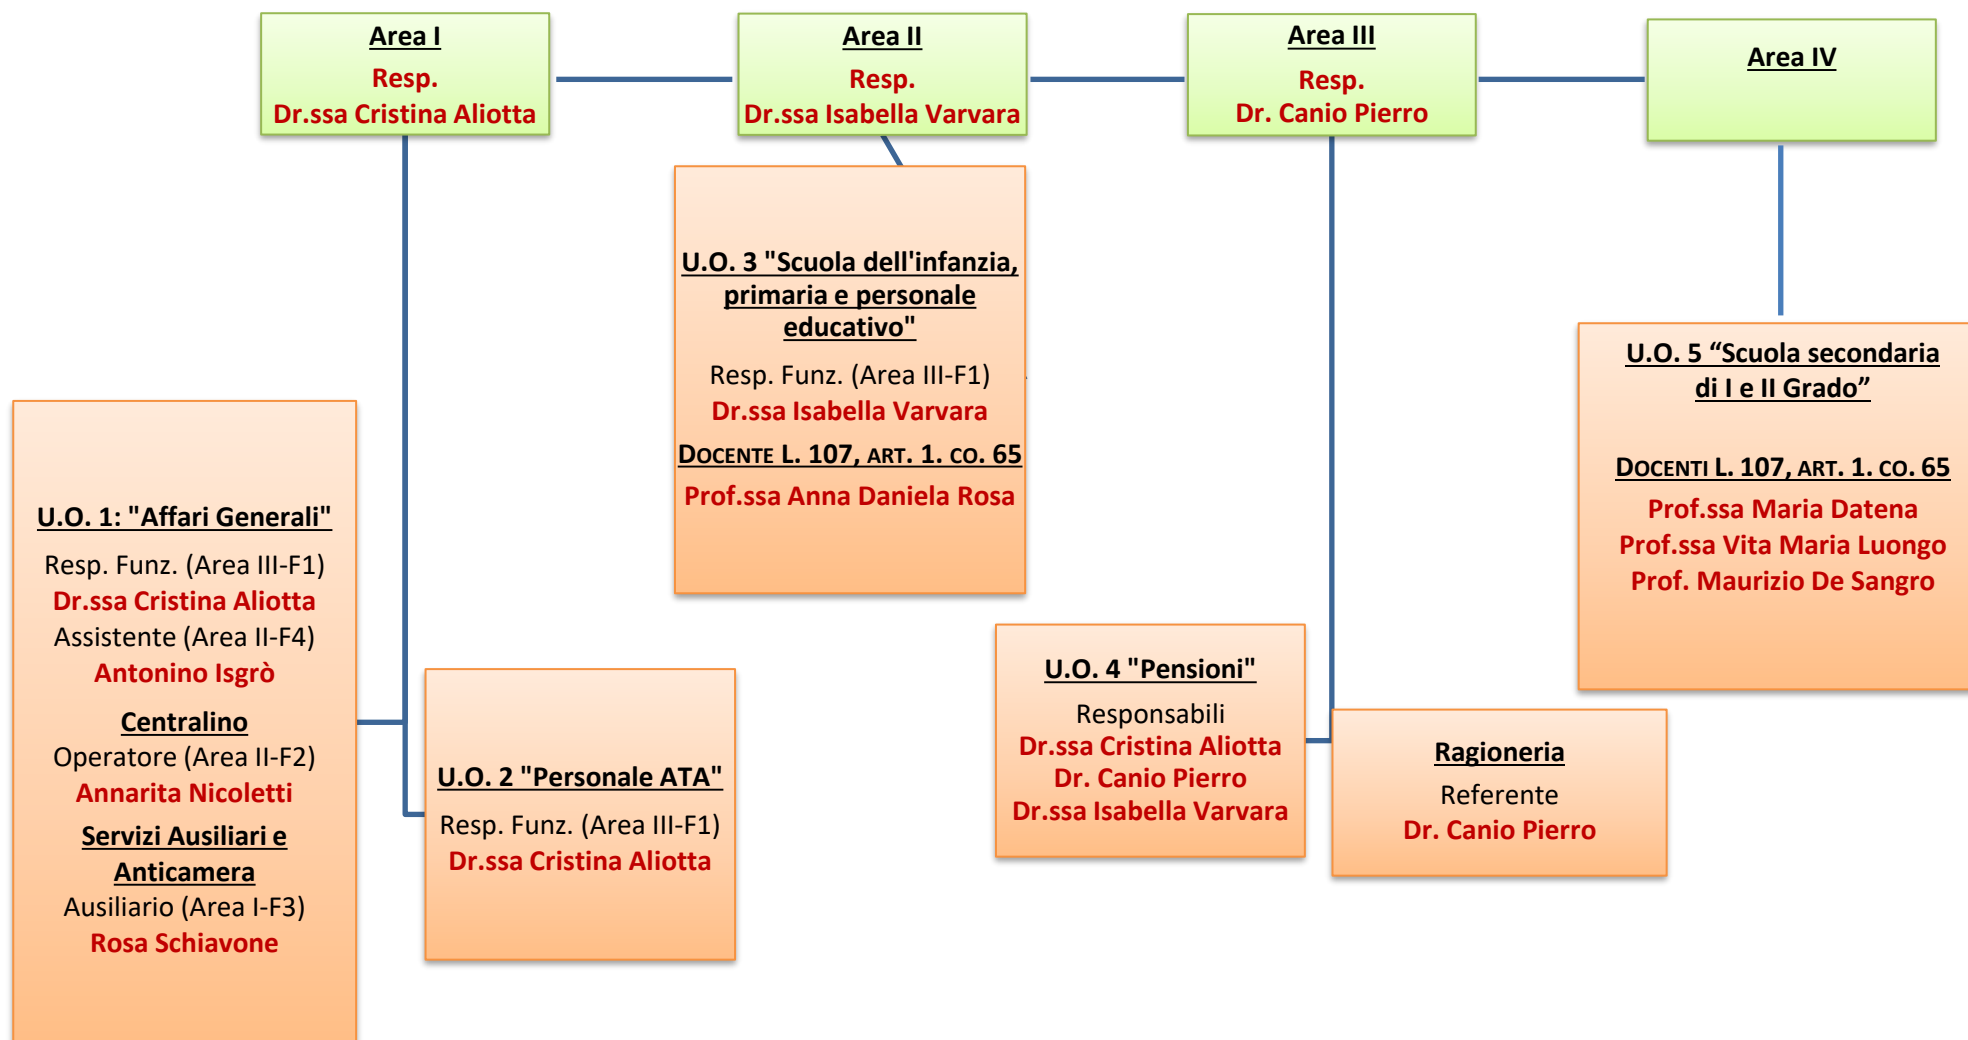 Area I
Resp.
Dr.ssa Cristina Aliotta
Area II
Resp.
Dr.ssa Isabella Varvara
Area III
Resp.
Dr. Canio Pierro
Area IV
U.O. 1: "Affari Generali"
Resp. Funz. (Area III-F1)
Dr.ssa Cristina Aliotta
Assistente (Area II-F4)
Antonino Isgrò
Centralino
Operatore (Area II-F2)
Annarita Nicoletti
Servizi Ausiliari e
Anticamera
Ausiliario (Area I-F3)
Rosa Schiavone
U.O. 2 "Personale ATA"
Resp. Funz. (Area III-F1)
Dr.ssa Cristina Aliotta
U.O. 3 "Scuola dell'infanzia,
primaria e personale
educativo"
Resp. Funz. (Area III-F1)
Dr.ssa Isabella Varvara
DOCENTE L. 107, ART. 1. CO. 65
Prof.ssa Anna Daniela Rosa
U.O. 4 "Pensioni"
Responsabili
Dr.ssa Cristina Aliotta
Dr. Canio Pierro
Dr.ssa Isabella Varvara
Ragioneria
Referente
Dr. Canio Pierro
U.O. 5 “Scuola secondaria
di I e II Grado”
DOCENTI L. 107, ART. 1. CO. 65
Prof.ssa Maria Datena
Prof.ssa Vita Maria Luongo
Prof. Maurizio De Sangro